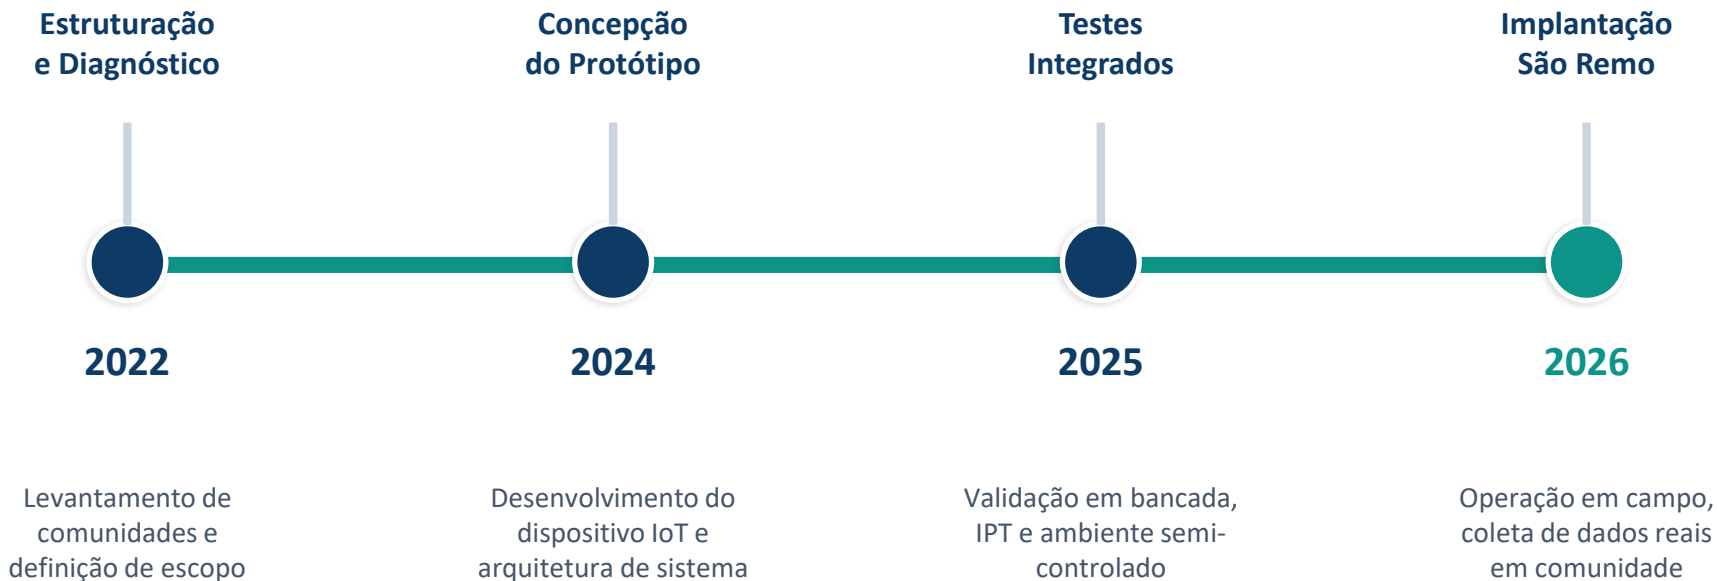 Estruturação
e Diagnóstico
Concepção
do Protótipo
Testes
Integrados
Implantação
São Remo
2022
2024
2025
2026
Levantamento de
comunidades e
definição de escopo
Desenvolvimento do
dispositivo IoT e
arquitetura de sistema
Validação em bancada,
IPT e ambiente semi-
controlado
Operação em campo,
coleta de dados reais
em comunidade